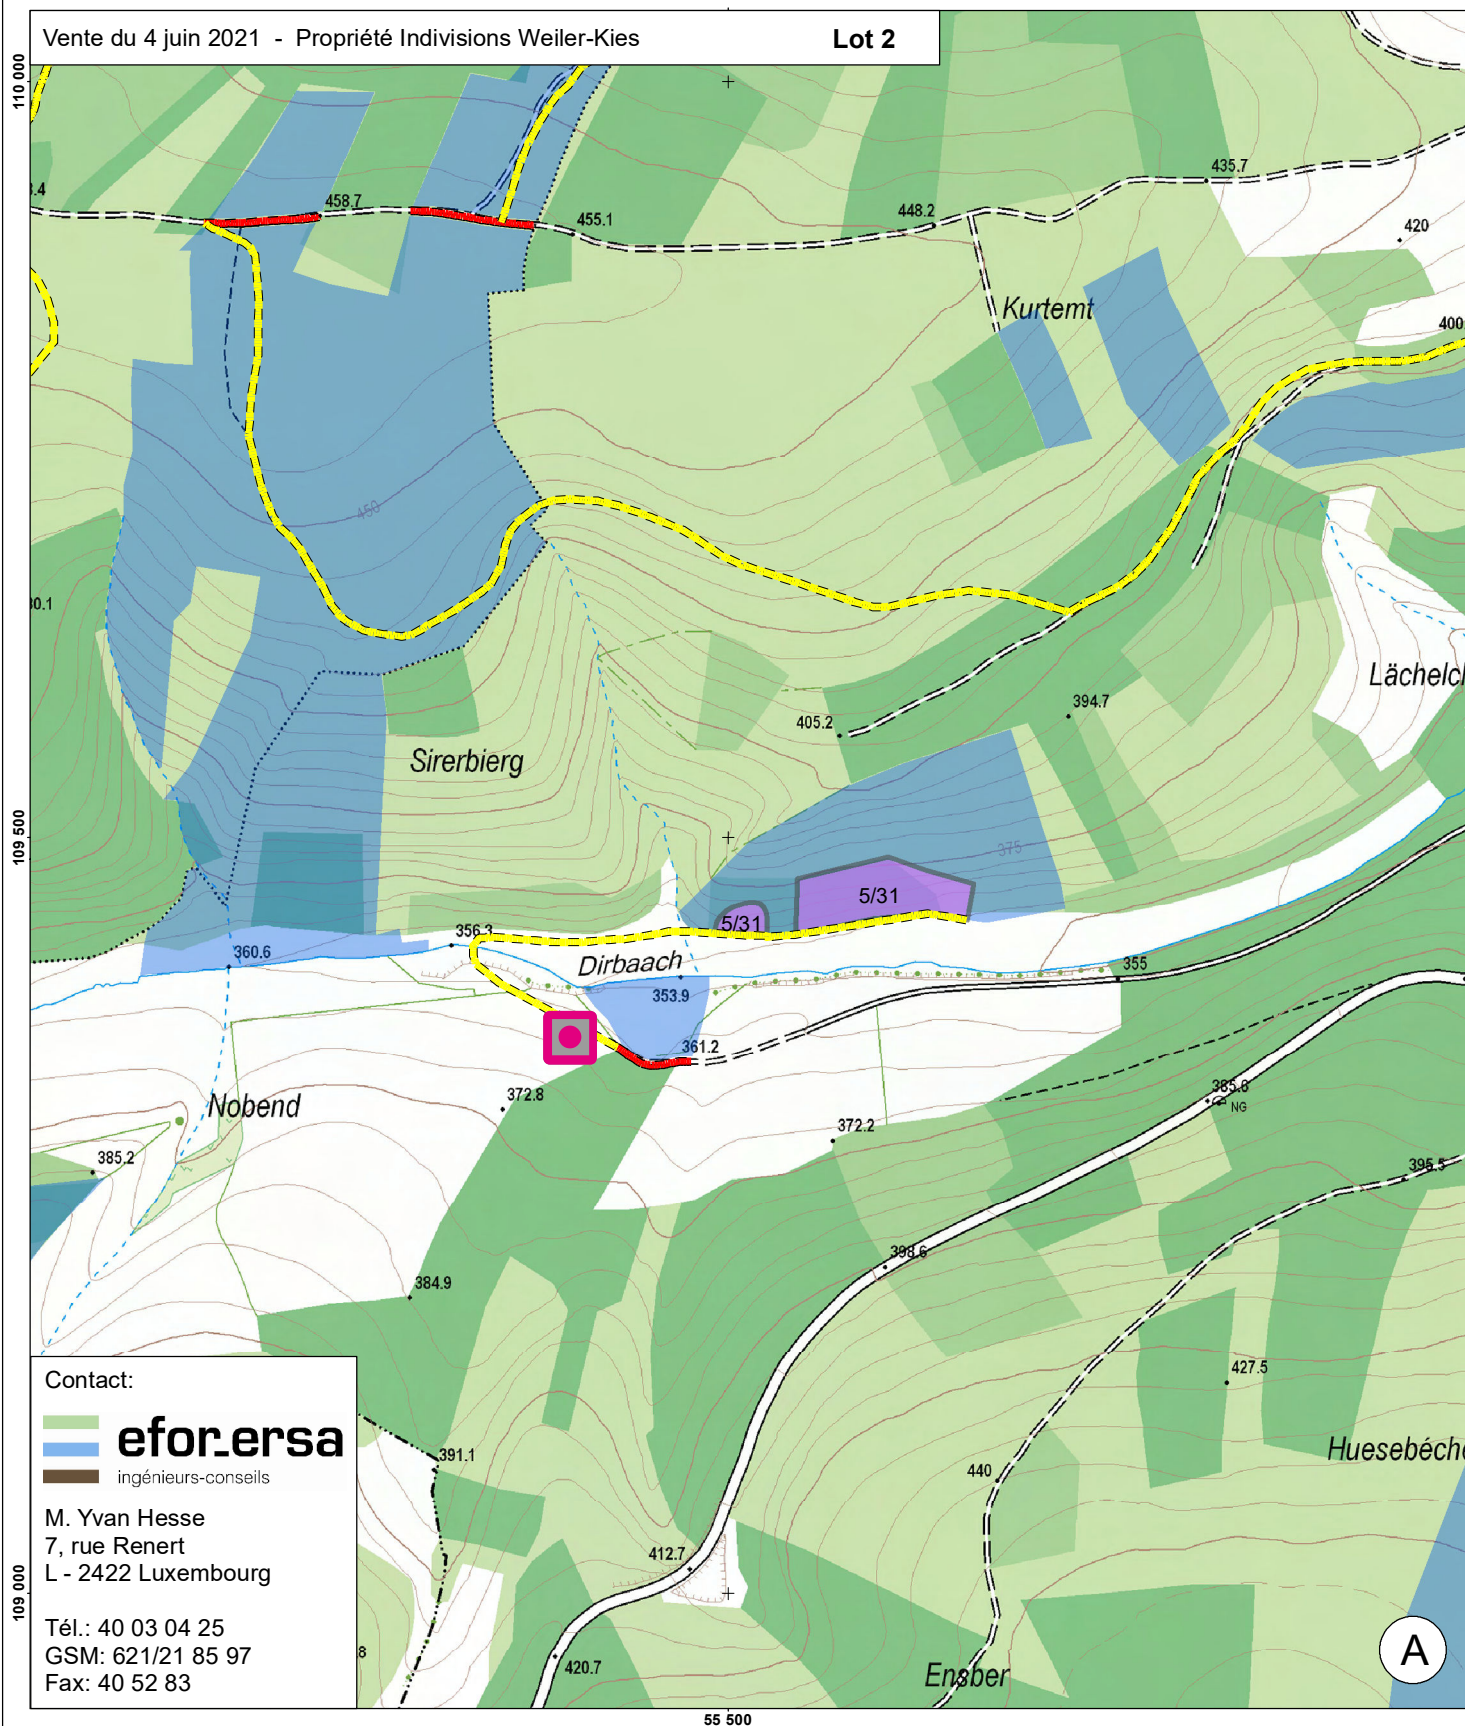 Vente du 4 juin 2021 - Propriété Indivisions Weiler-Kies
Lot 2
110 000
435.7
458.7
455.1
448.2
420
Kurtemt
400
450
Lächelch
394.7
405.2
Sirerbierg
109 500
375
5/31
5/31
356.3
360.6
Dirbaach
355
353.9
361.2
372.8
385.6
NG
Nobend
372.2
385.2
395.5
398.6
384.9
427.5
Contact:
efor_ersa
ingénieurs-conseils
391.1
Huesebéche
440
M. Yvan Hesse
7, rue Renert
L - 2422 Luxembourg
412.7
109 000
Tél.: 40 03 04 25
GSM: 621/21 85 97
Fax: 40 52 83
420.7
Ensber
A
55 500